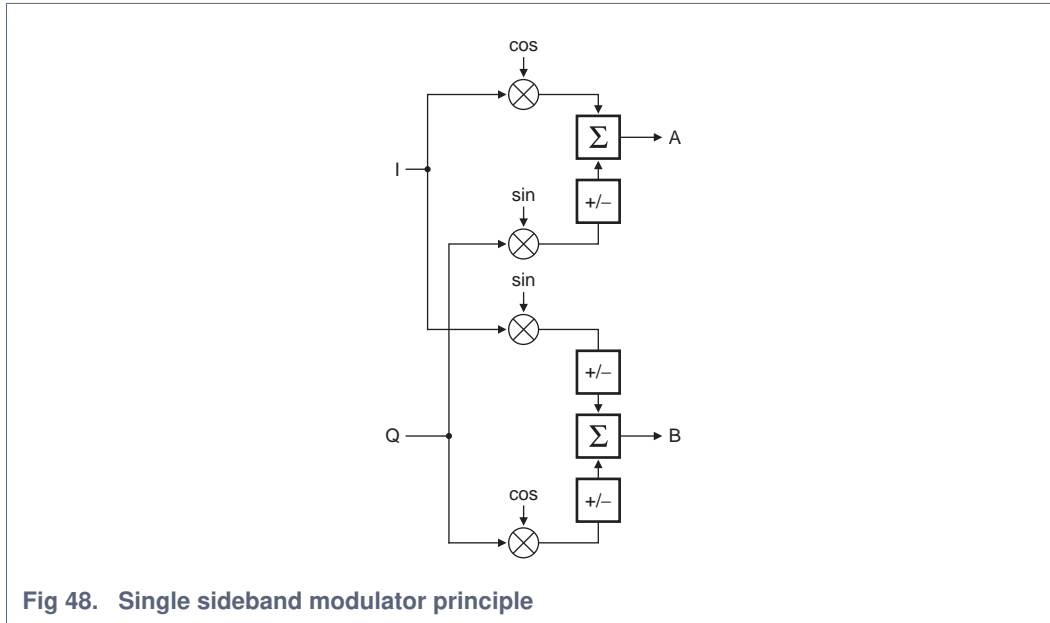 cos
Σ
A
I
+/−
sin
sin
+/−
Q
Σ
B
cos
+/−
Fig 48. Single sideband modulator principle